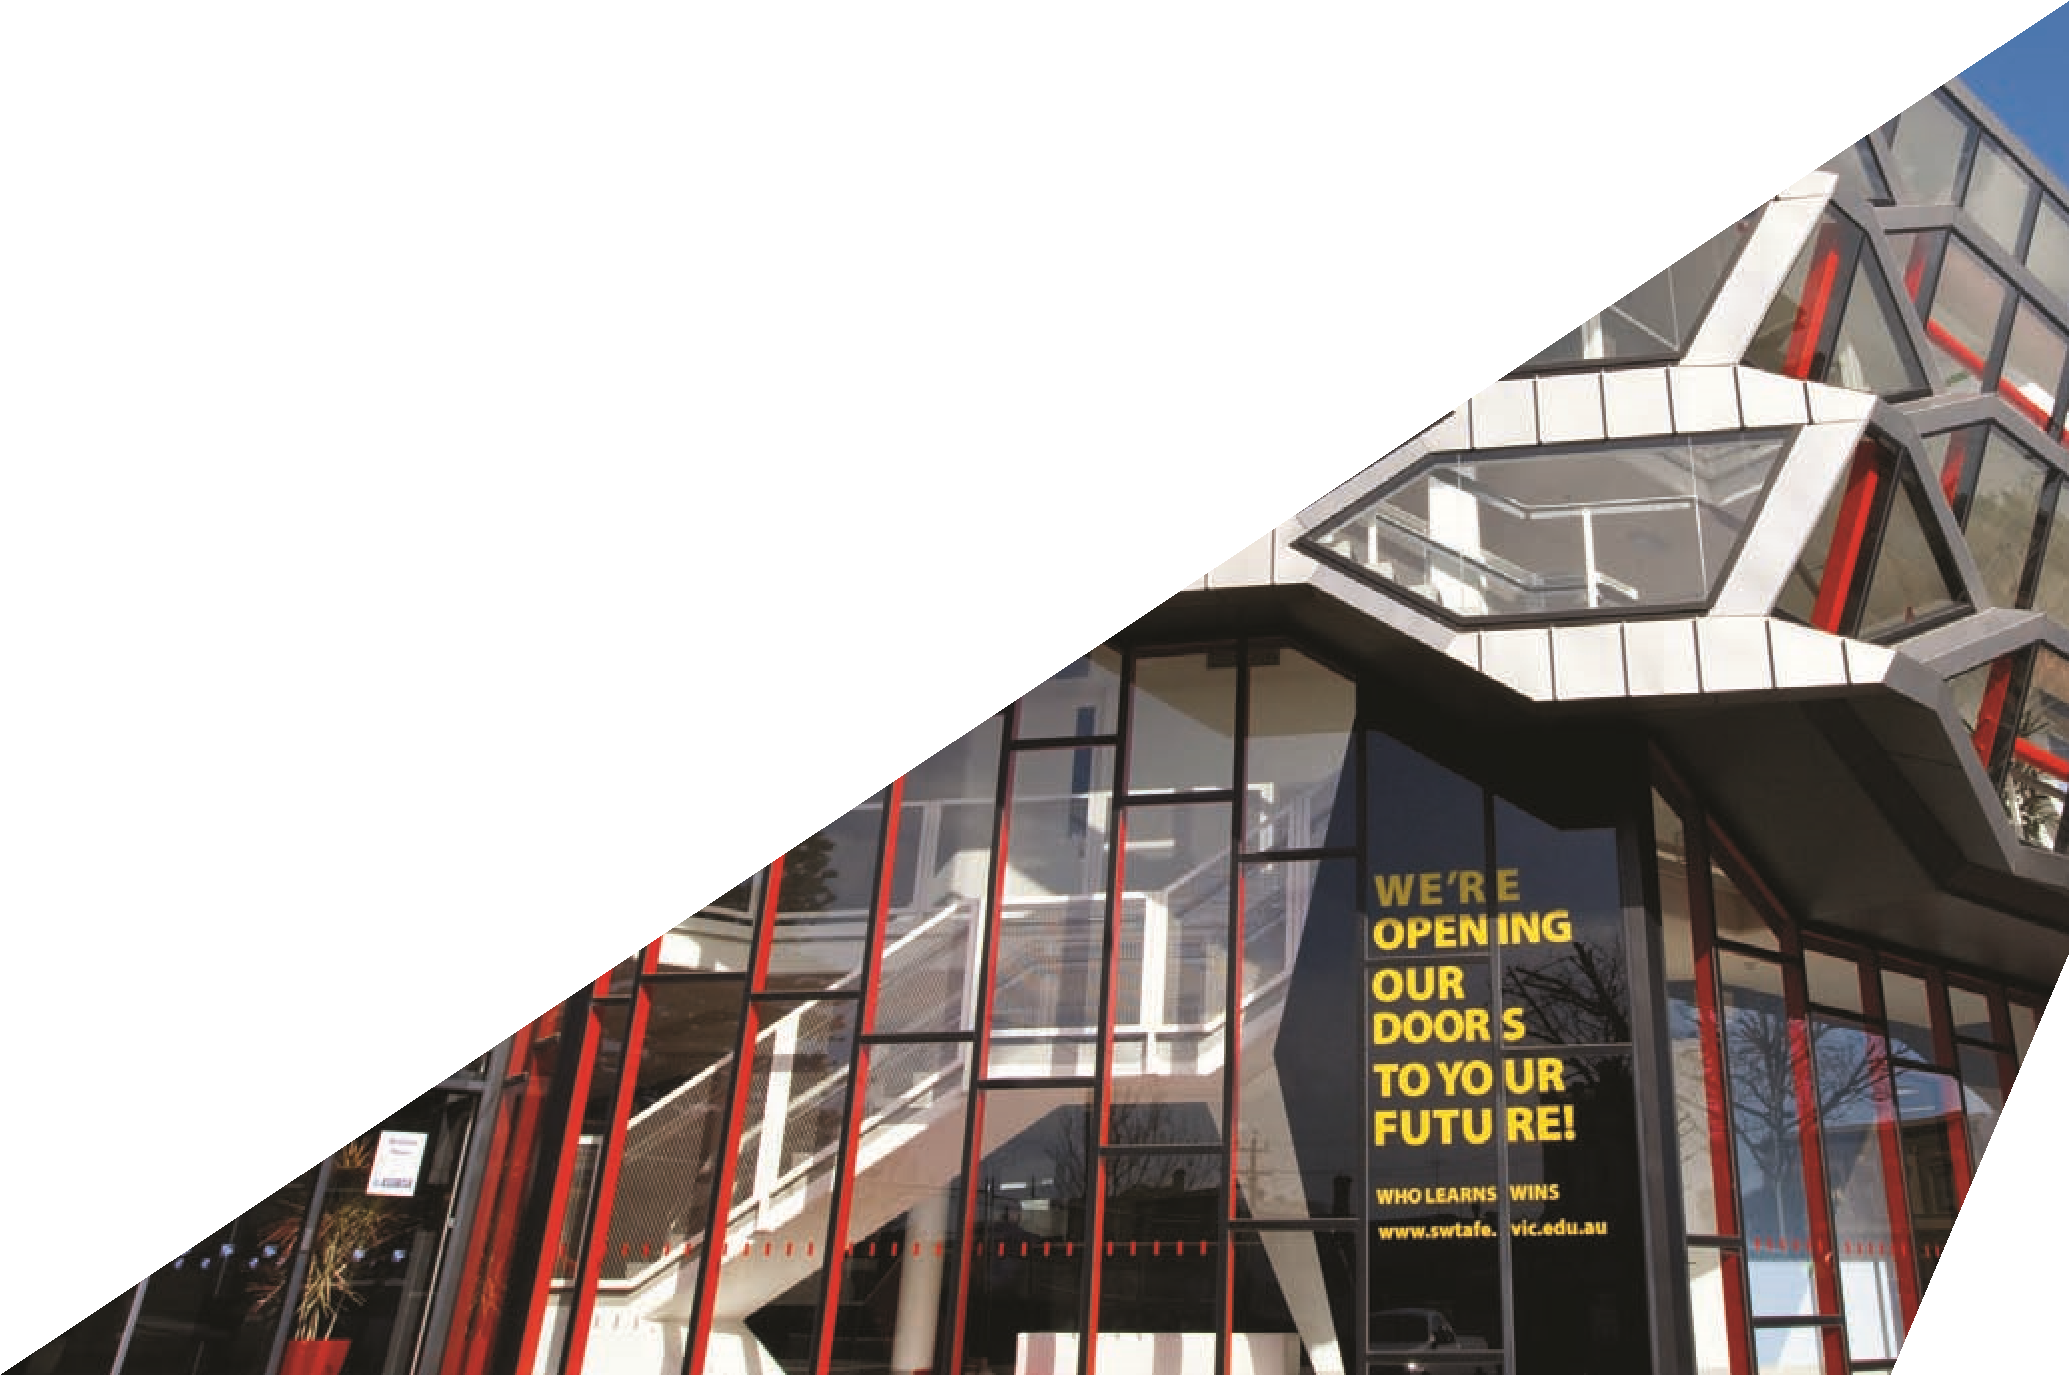 WE'RE
OPENING
OUR
DOORS
TO YOUR
FUTURE!
WHO LEARNS WINS
www.swtafe.vic.edu.au